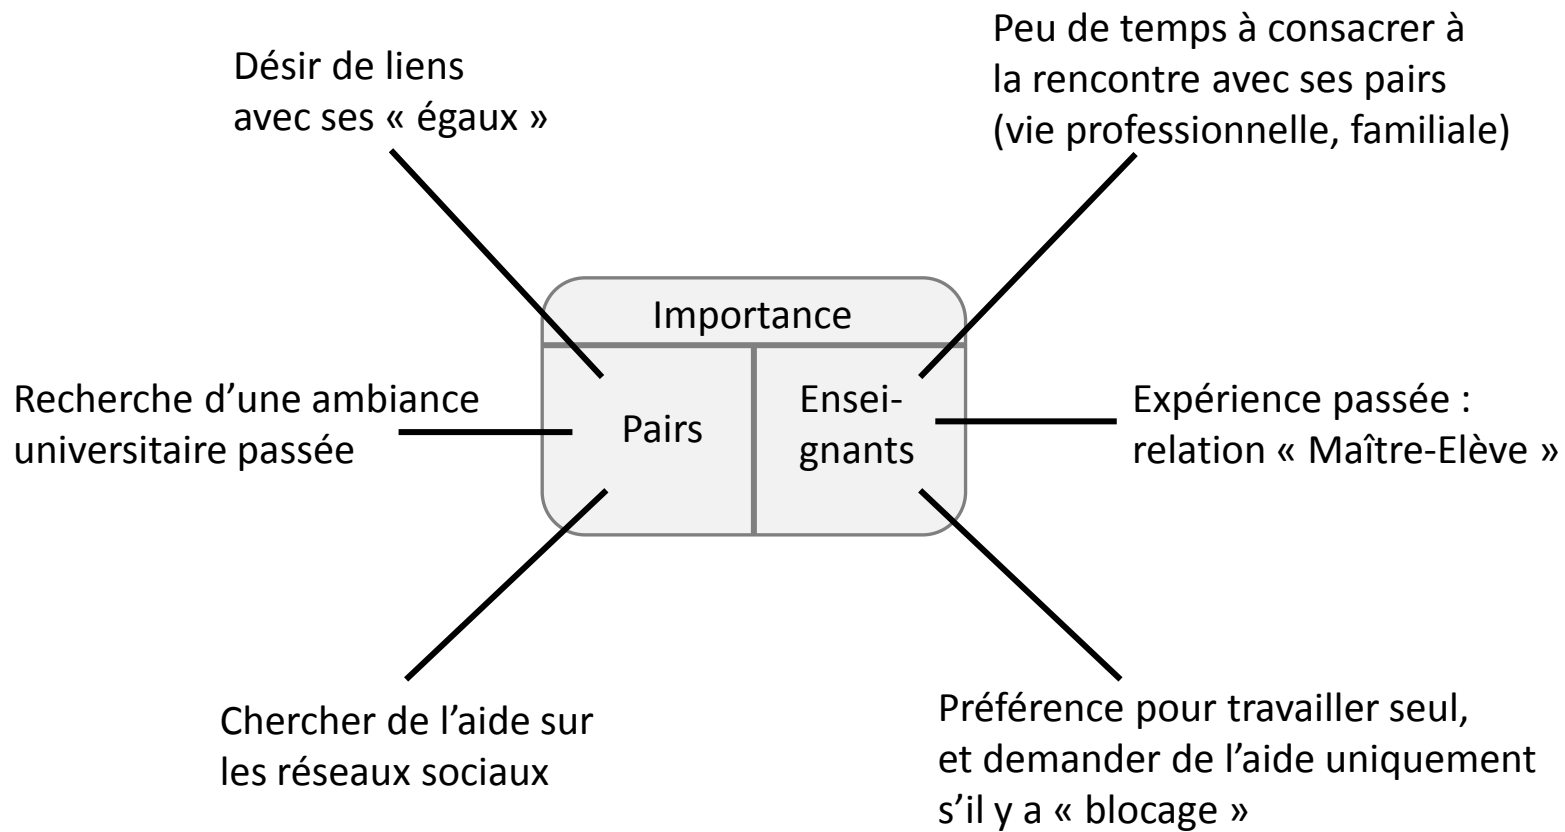 Désir de liens
avec ses « égaux »
Peu de temps à consacrer à
la rencontre avec ses pairs
(vie professionnelle, familiale)
Importance
Recherche d’une ambiance
universitaire passée
Pairs
Ensei-
gnants
Expérience passée :
relation « Maître-Elève »
Chercher de l’aide sur
les réseaux sociaux
Préférence pour travailler seul,
et demander de l’aide uniquement
s’il y a « blocage »